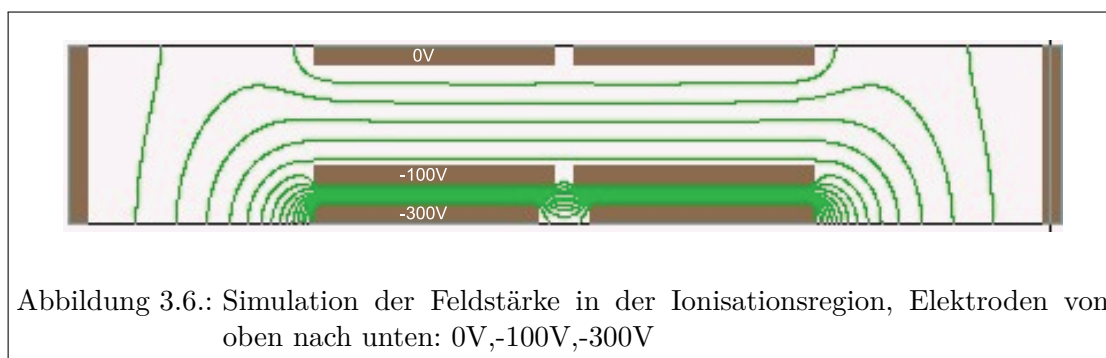 0V
-100V
-300V
Abbildung 3.6.: Simulation der Feldstärke in der Ionisationsregion, Elektroden von
oben nach unten: 0V,-100V,-300V